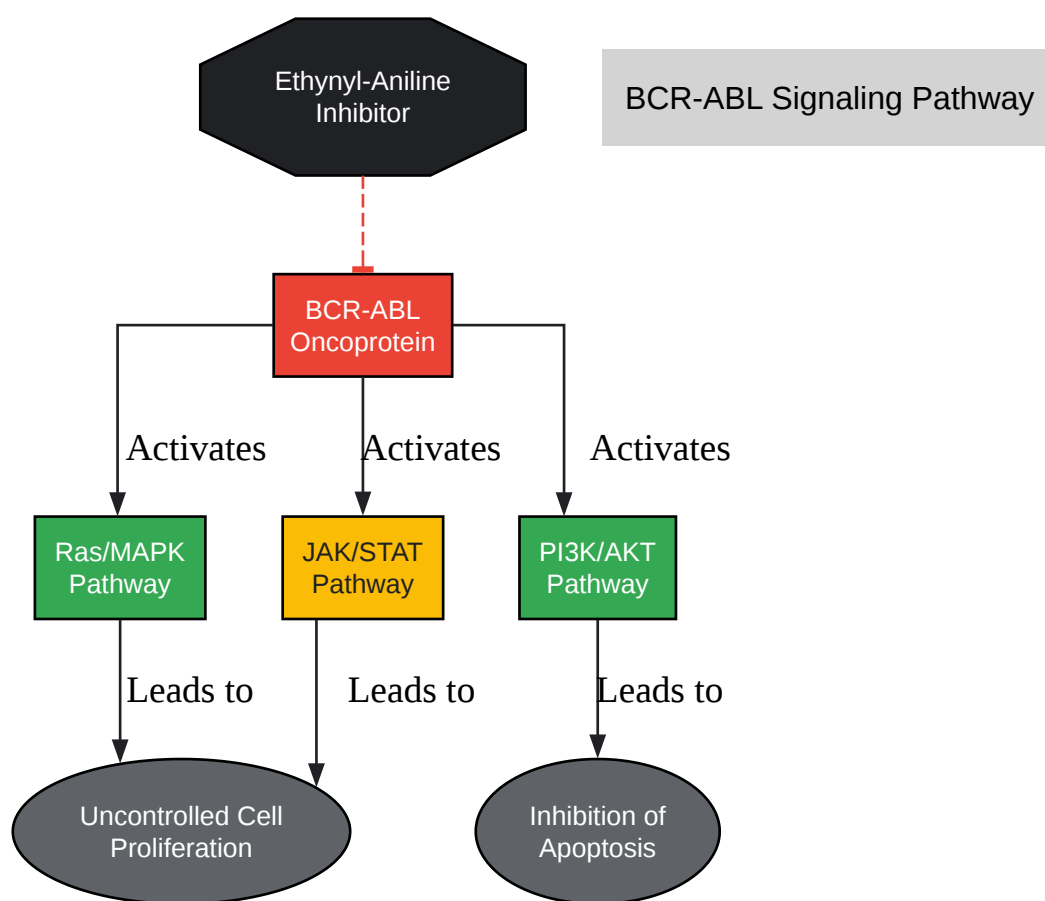 Ethynyl-Aniline
Inhibitor
BCR-ABL Signaling Pathway
BCR-ABL
Oncoprotein
Activates
Activates
Activates
Ras/MAPK
Pathway
JAK/STAT
Pathway
PI3K/AKT
Pathway
Leads to
Leads to
Leads to
Uncontrolled Cell
Proliferation
Inhibition of
Apoptosis